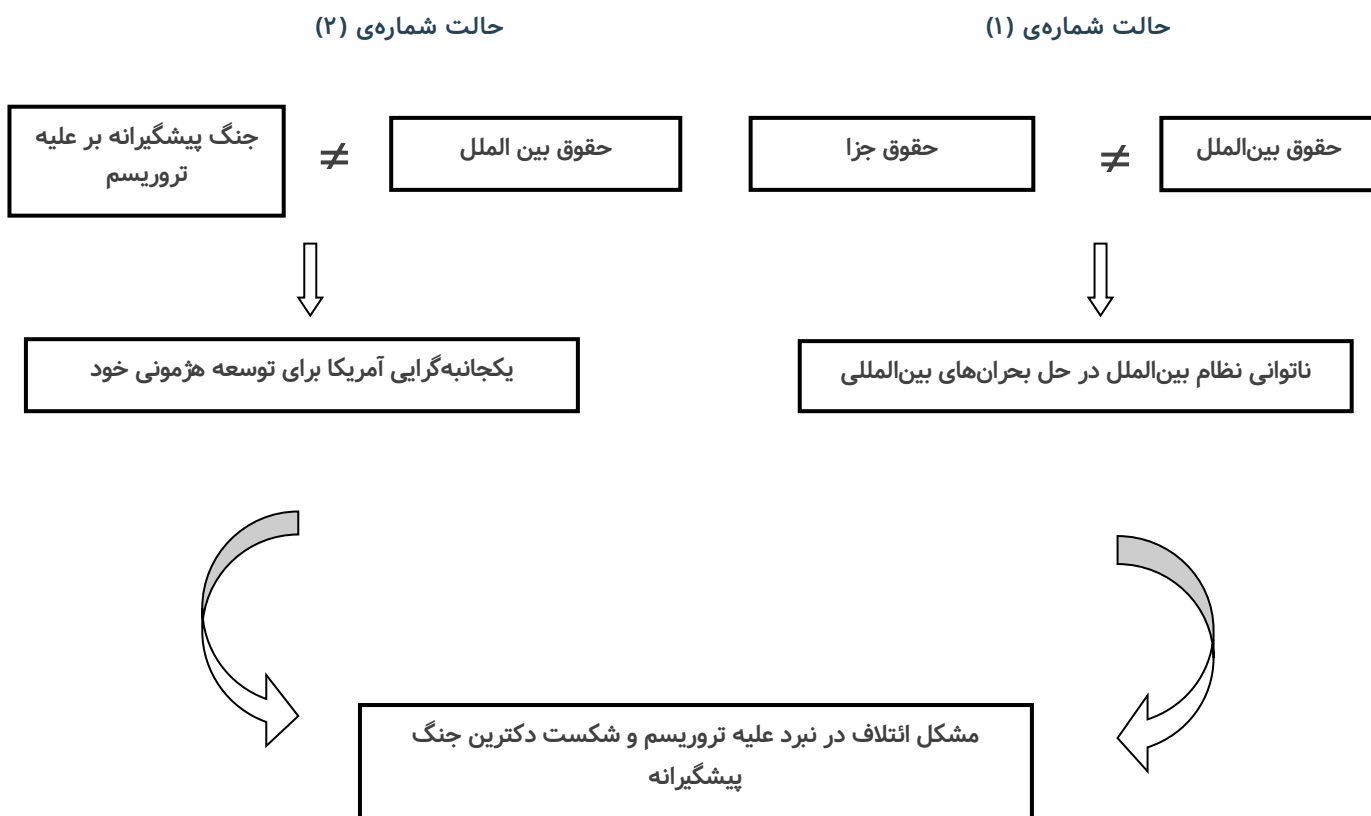 حالت شماره‌ی (۱)
حالت شماره‌ی (۲)
حقوق بین‌الملل
≠
حقوق جزا
حقوق بین الملل
≠
جنگ پیشگیرانه بر علیه
تروریسم
ناتوانی نظام بین‌الملل در حل بحران‌های بین‌المللی
یکجانبه‌گرایی آمریکا برای توسعه هژمونی خود
مشکل ائتلاف در نبرد علیه تروریسم و شکست دکترین جنگ
پیشگیرانه